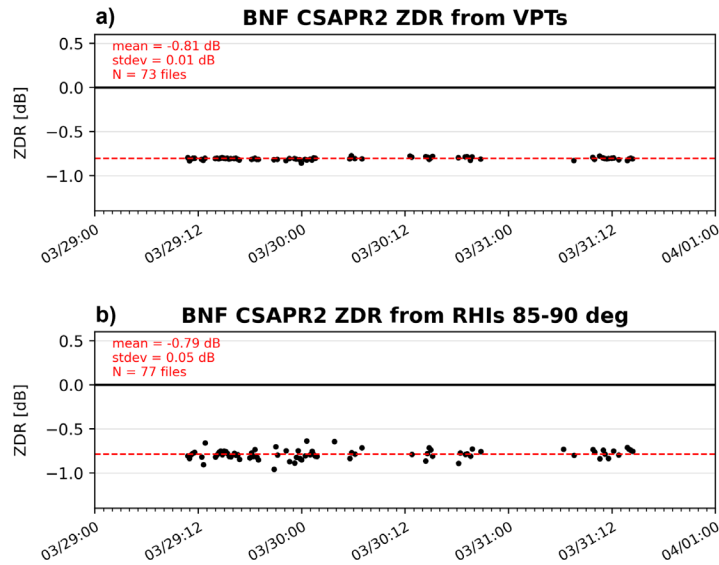 a)
BNF CSAPR2 ZDR from VPTs
mean = -0.81 dB
stdev = 0.01 dB
N = 73 files
ZDR [dB]
0.5
0.0
−0.5
−1.0
03/29:00
03/29:12
03/30:00
03/30:12
03/31:00
03/31:12
04/01:00
b)
BNF CSAPR2 ZDR from RHIs 85-90 deg
mean = -0.79 dB
stdev = 0.05 dB
N = 77 files
ZDR [dB]
0.5
0.0
−0.5
−1.0
03/29:00
03/29:12
03/30:00
03/30:12
03/31:00
03/31:12
04/01:00